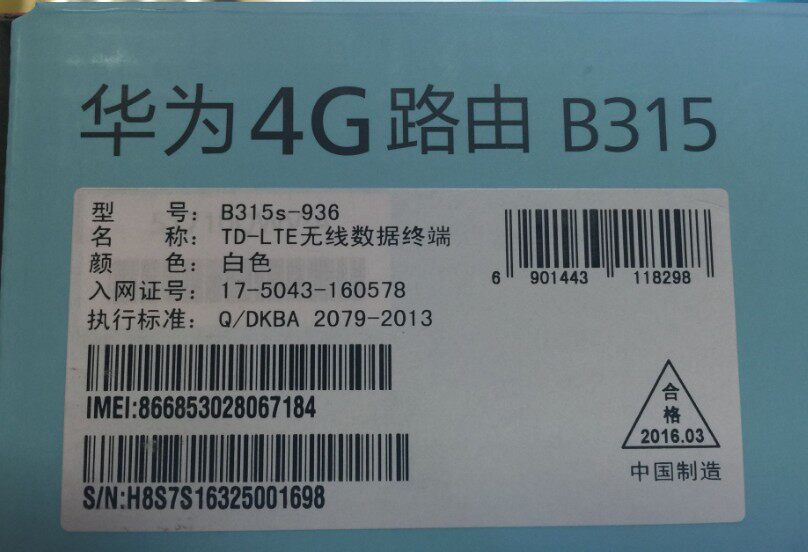 华为4G路由 B315
型 号: B315s-936
名 称: TD-LTE无线数据终端
颜 色: 白色
入网证号: 17-5043-160578
执行标准: Q/DKBA 2079-2013
6 901443 118298
IMEI:866853028067184
S/N:H8S7S16325001698
合
格
2016.03
中国制造